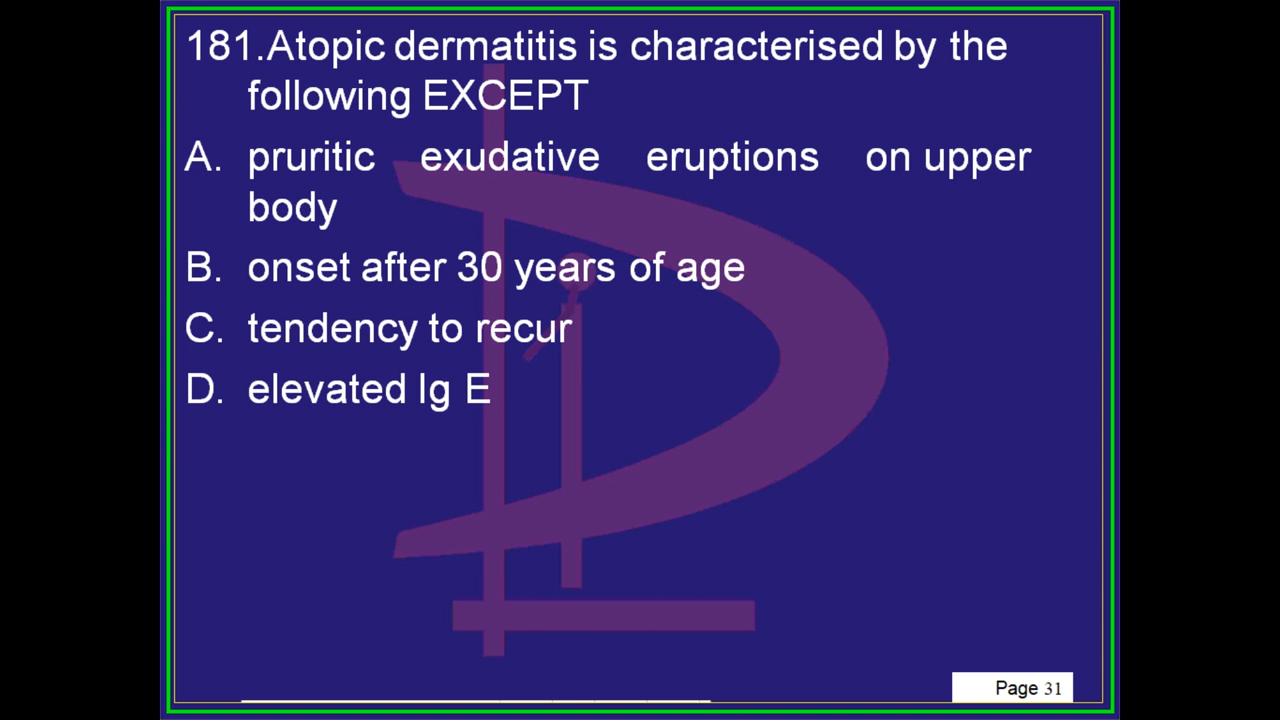 181.Atopic dermatitis is characterised by the
following EXCEPT
A. pruritic exudative eruptions on upper
body
B. onset after 30 years of age
C. tendency to recur
D. elevated Ig E
Page 31